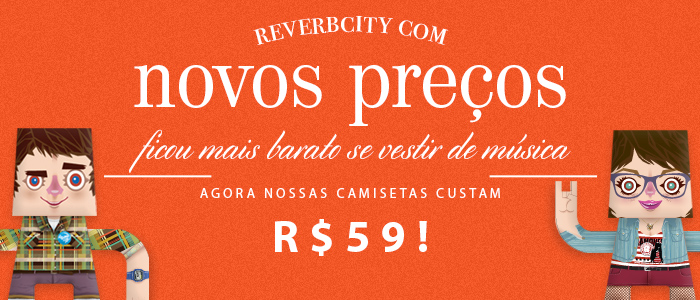 REVERBCITY COM
novos preços
ficou mais barato se vestir de música
AGORA NOSSAS CAMISETAS CUSTAM
R$59!